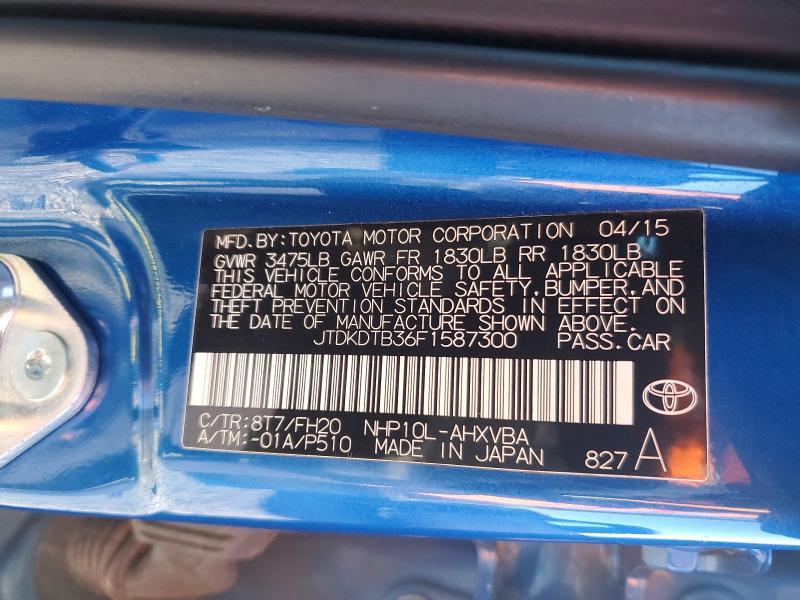 MFD.BY:TOYOTA MOTOR CORPORATION 04/15
GVWR 3475LB GAWR FR 1830LB RR 1830LB
THIS VEHICLE CONFORMS TO ALL APPLICABLE
FEDERAL MOTOR VEHICLE SAFETY,BUMPER,AND
THEFT PREVENTION STANDARDS IN EFFECT ON
THE DATE OF MANUFACTURE SHOWN ABOVE.
JTDKDTB36F1587300 PASS.CAR
C/TR:8T7/FH20 NHP10L-AHXVBA
A/TM:-01A/P510 MADE IN JAPAN 827 A